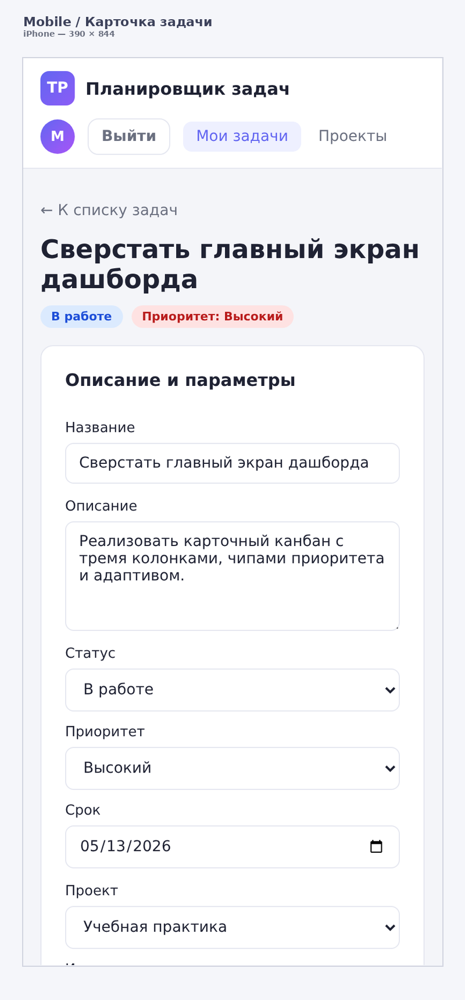 Mobile / Карточка задачи
iPhone — 390 × 844
TP
Планировщик задач
М
Выйти
Мои задачи
Проекты
← К списку задач
Сверстать главный экран
дашборда
В работе
Приоритет: Высокий
Описание и параметры
Название
Сверстать главный экран дашборда
Описание
Реализовать карточный канбан с
тремя колонками, чипами приоритета
и адаптивом.
Статус
В работе
Приоритет
Высокий
Срок
05/13/2026
Проект
Учебная практика